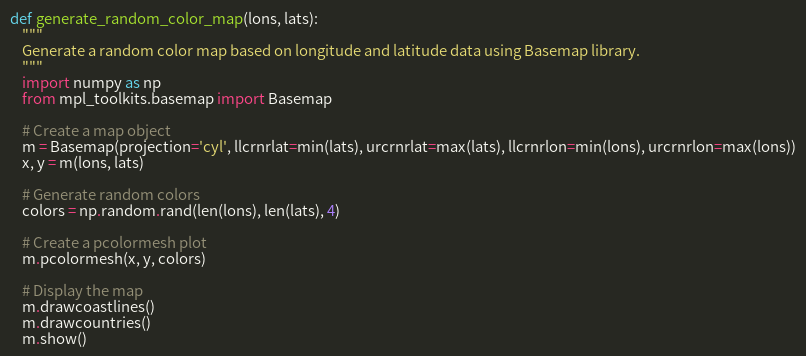 def generate_random_color_map(lons, lats):
    """
    Generate a random color map based on longitude and latitude data using Basemap library.
    """
    import numpy as np
    from mpl_toolkits.basemap import Basemap

    # Create a map object
    m = Basemap(projection='cyl', llcrnrlat=min(lats), urcrnrlat=max(lats), llcrnrlon=min(lons), urcrnrlon=max(lons))
    x, y = m(lons, lats)

    # Generate random colors
    colors = np.random.rand(len(lons), len(lats), 4)

    # Create a pcolormesh plot
    m.pcolormesh(x, y, colors)

    # Display the map
    m.drawcoastlines()
    m.drawcountries()
    m.show()